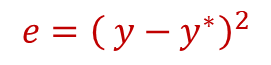 e = ( y − y*)²